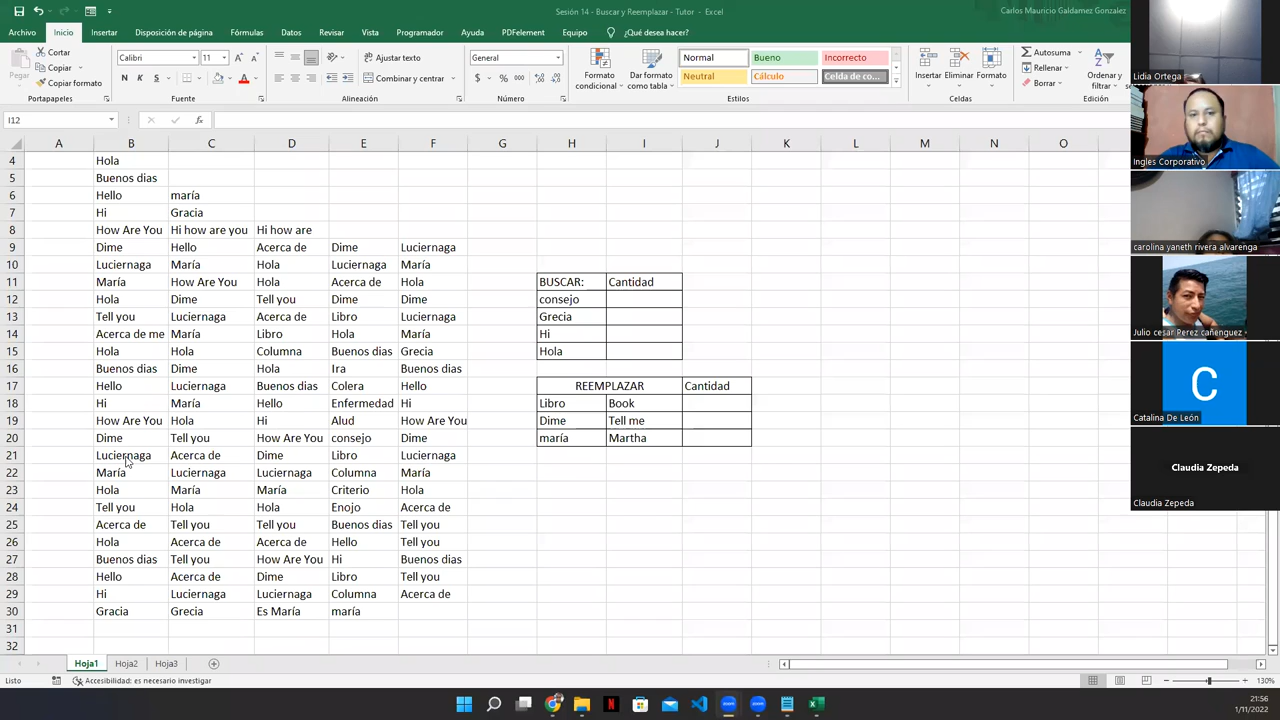 Sesión 14 - Buscar y Reemplazar - Tutor - Excel
Carlos Mauricio Galdamez Gonzalez
Archivo Inicio Insertar Disposición de página Fórmulas Datos Revisar Vista Programador Ayuda PDFelement Equipo ¿Qué desea hacer?
Pegar
Cortar
Copiar
Copiar formato
Portapapeles
Calibri 11
N K S
Fuente
Ajustar texto
Combinar y centrar
Alineación
General
$ % 000
Número
Formato condicional
Dar formato como tabla
Normal Bueno Incorrecto
Neutral Cálculo Celda de co...
Estilos
Insertar Eliminar Formato
Celdas
Autosuma
Rellenar
Borrar
Ordenar y filtrar
Edición
I12
fx
A B C D E F G H I J K L M N O
4 Hola
5 Buenos dias
6 Hello maría
7 Hi Gracia
8 How Are You Hi how are you Hi how are
9 Dime Hello Acerca de Dime Luciernaga
10 Luciernaga María Hola Luciernaga María
11 María How Are You Hola Acerca de Hola BUSCAR: Cantidad
12 Hola Dime Tell you Dime Dime consejo
13 Tell you Luciernaga Acerca de Libro Luciernaga Grecia
14 Acerca de me María Libro Hola María Hi
15 Hola Hola Columna Buenos dias Grecia Hola
16 Buenos dias Dime Hola Ira Buenos dias
17 Hello Luciernaga Buenos dias Colera Hello REEMPLAZAR Cantidad
18 Hi María Hello Enfermedad Hi Libro Book
19 How Are You Hola Hi Alud How Are You Dime Tell me
20 Dime Tell you How Are You consejo Dime maría Martha
21 Luciernaga Acerca de Dime Libro Luciernaga
22 María Luciernaga Luciernaga Columna María
23 Hola María María Criterio Hola
24 Tell you Hola Hola Enojo Acerca de
25 Acerca de Tell you Tell you Buenos dias Tell you
26 Hola Acerca de Acerca de Hello Tell you
27 Buenos dias Tell you How Are You Hi Buenos dias
28 Hello Acerca de Dime Libro Tell you
29 Hi Luciernaga Luciernaga Columna Acerca de
30 Gracia Grecia Es María maría
31
32
Hoja1 Hoja2 Hoja3
Listo
Accesibilidad: es necesario investigar
130%
21:56
1/11/2022
Lidia Ortega
Ingles Corporativo
carolina yaneth rivera alvarenga
Julio cesar Perez cañenguez
C
Catalina De León
Claudia Zepeda
Claudia Zepeda